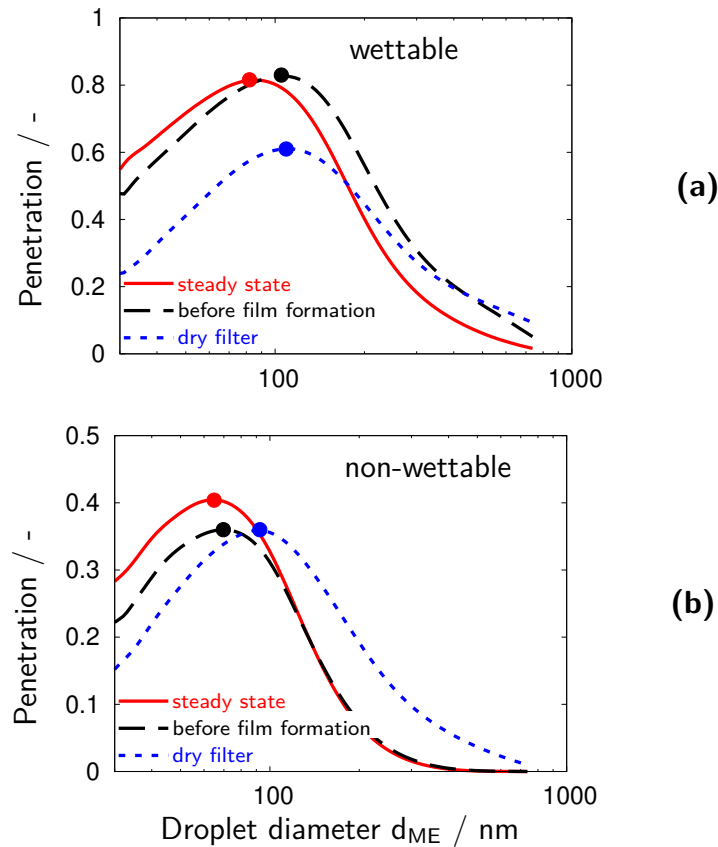 1
0.8
0.6
0.4
0.2
0
Penetration / -
wettable
steady state
before film formation
dry filter
100
1000
(a)
0.5
0.4
0.3
0.2
0.1
0
Penetration / -
non-wettable
steady state
before film formation
dry filter
100
1000
Droplet diameter d_ME / nm
(b)